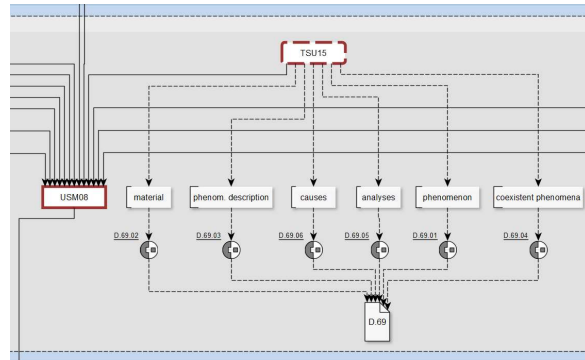 TSU15
USM08
material
phenom. description
causes
analyses
phenomenon
coexistent phenomena
D.69.02
D.69.03
D.69.06
D.69.05
D.69.01
D.69.04
D.69